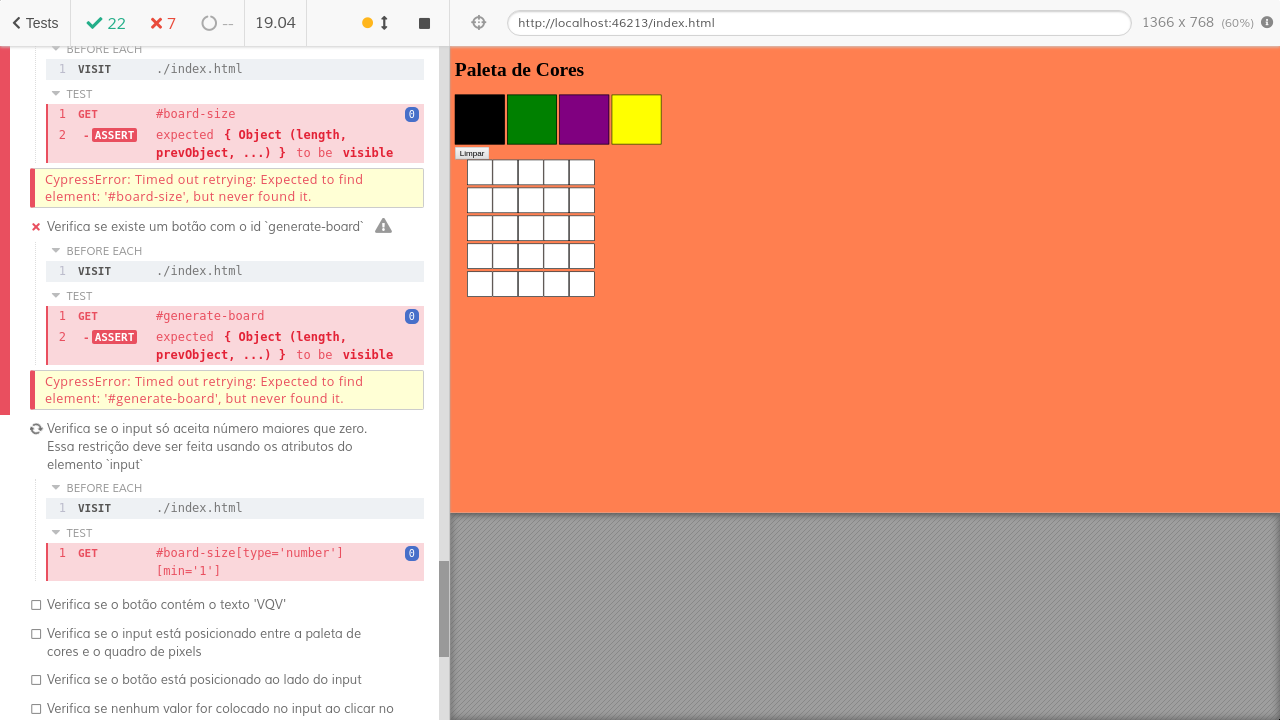 Tests 22 7 -- 19.04
http://localhost:46213/index.html 1366 x 768 (60%)
BEFORE EACH
1 VISIT ./index.html
TEST
1 GET #board-size 0
2 -ASSERT expected { Object (length,
prevObject, ...) } to be visible
CypressError: Timed out retrying: Expected to find
element: '#board-size', but never found it.
Verifica se existe um botão com o id `generate-board`
BEFORE EACH
1 VISIT ./index.html
TEST
1 GET #generate-board 0
2 -ASSERT expected { Object (length,
prevObject, ...) } to be visible
CypressError: Timed out retrying: Expected to find
element: '#generate-board', but never found it.
Verifica se o input só aceita número maiores que zero.
Essa restrição deve ser feita usando os atributos do
elemento `input`
BEFORE EACH
1 VISIT ./index.html
TEST
1 GET #board-size[type='number'] 0
[min='1']
Verifica se o botão contém o texto 'VQV'
Verifica se o input está posicionado entre a paleta de
cores e o quadro de pixels
Verifica se o botão está posicionado ao lado do input
Verifica se nenhum valor for colocado no input ao clicar no
Paleta de Cores
Limpar